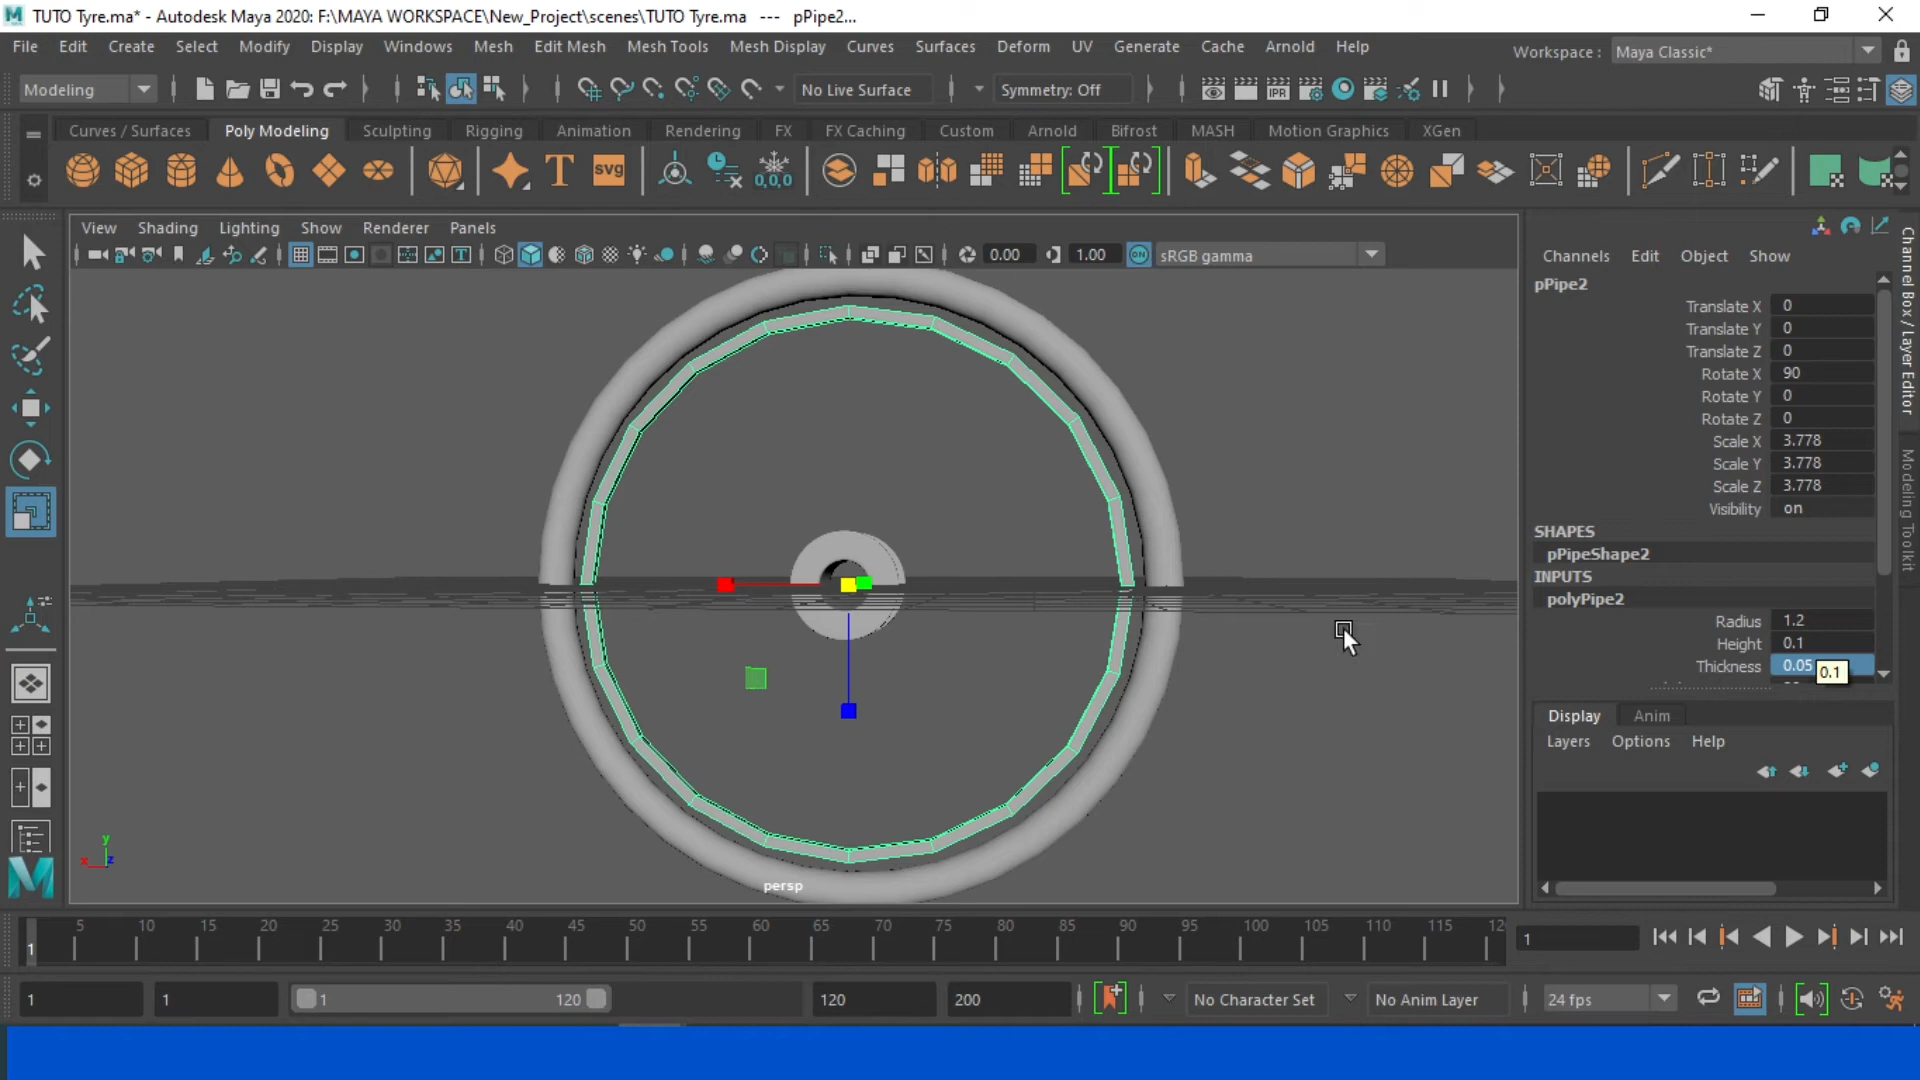 TUTO Tyre.ma* - Autodesk Maya 2020: F:\MAYA WORKSPACE\New_Project\scenes\TUTO Tyre.ma --- pPipe2...
File Edit Create Select Modify Display Windows Mesh Edit Mesh Mesh Tools Mesh Display Curves Surfaces Deform UV Generate Cache Arnold Help
Workspace : Maya Classic*
Modeling
No Live Surface
Symmetry: Off
IPR
Curves / Surfaces Poly Modeling Sculpting Rigging Animation Rendering FX FX Caching Custom Arnold Bifrost MASH Motion Graphics XGen
T
svg
0,0,0
View Shading Lighting Show Renderer Panels
0.00
1.00
ON
sRGB gamma
Channels Edit Object Show
pPipe2
Translate X 0
Translate Y 0
Translate Z 0
Rotate X 90
Rotate Y 0
Rotate Z 0
Scale X 3.778
Scale Y 3.778
Scale Z 3.778
Visibility on
SHAPES
pPipeShape2
INPUTS
polyPipe2
Radius 1.2
Height 0.1
Thickness 0.05
0.1
Channel Box / Layer Editor
Modeling Toolkit
Display Anim
Layers Options Help
y
x
z
persp
5 10 15 20 25 30 35 40 45 50 55 60 65 70 75 80 85 90 95 100 105 110 115 12
1
1
1
1
1
120
120
200
No Character Set
No Anim Layer
24 fps